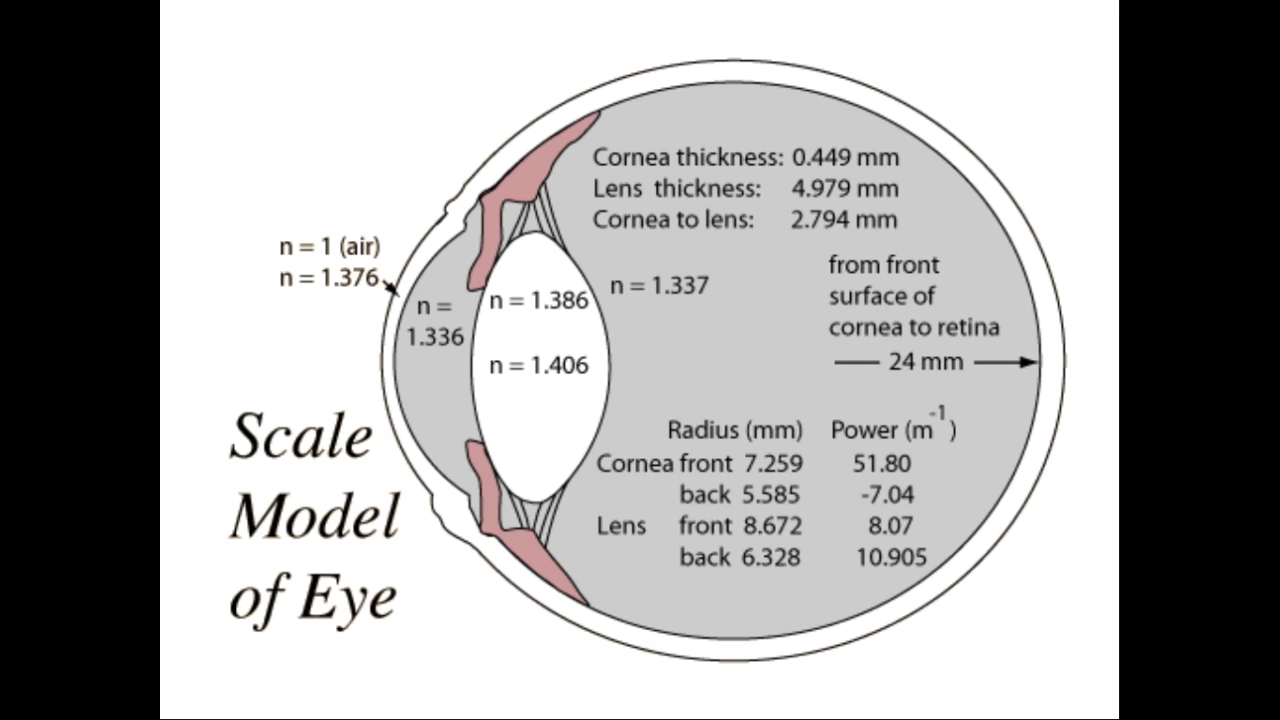 Cornea thickness: 0.449 mm
Lens thickness: 4.979 mm
Cornea to lens: 2.794 mm
n = 1 (air)
n = 1.376
n =
1.336
n = 1.386
n = 1.337
n = 1.406
from front
surface of
cornea to retina
24 mm
Scale
Model
of Eye
Radius (mm) Power (m⁻¹)
Cornea front 7.259 51.80
back 5.585 -7.04
Lens front 8.672 8.07
back 6.328 10.905